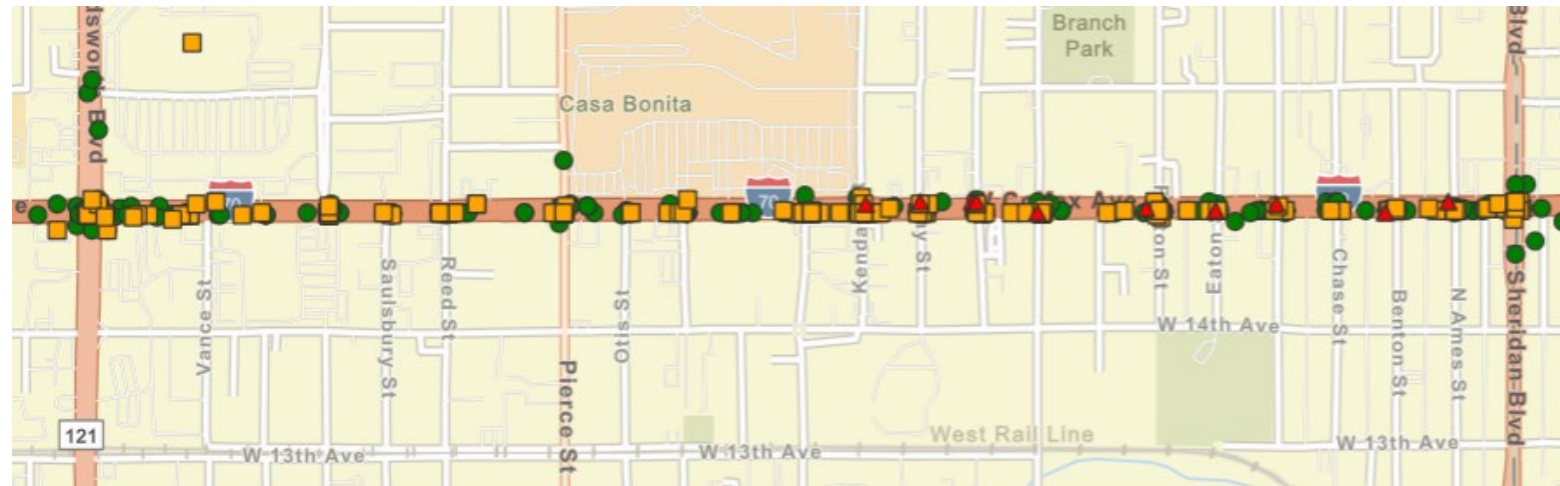 Branch
Park
Blvd
Casa Bonita
Blvd
70
70
Vance St
Saulsbury St
Reed St
Otis St
Eaton
Chase St
Benton St
N Ames St
Sheridan Blvd
W 14th Ave
Pierce St
121
West Rail Line
W 13th Ave
W 13th Ave
W 13th Ave